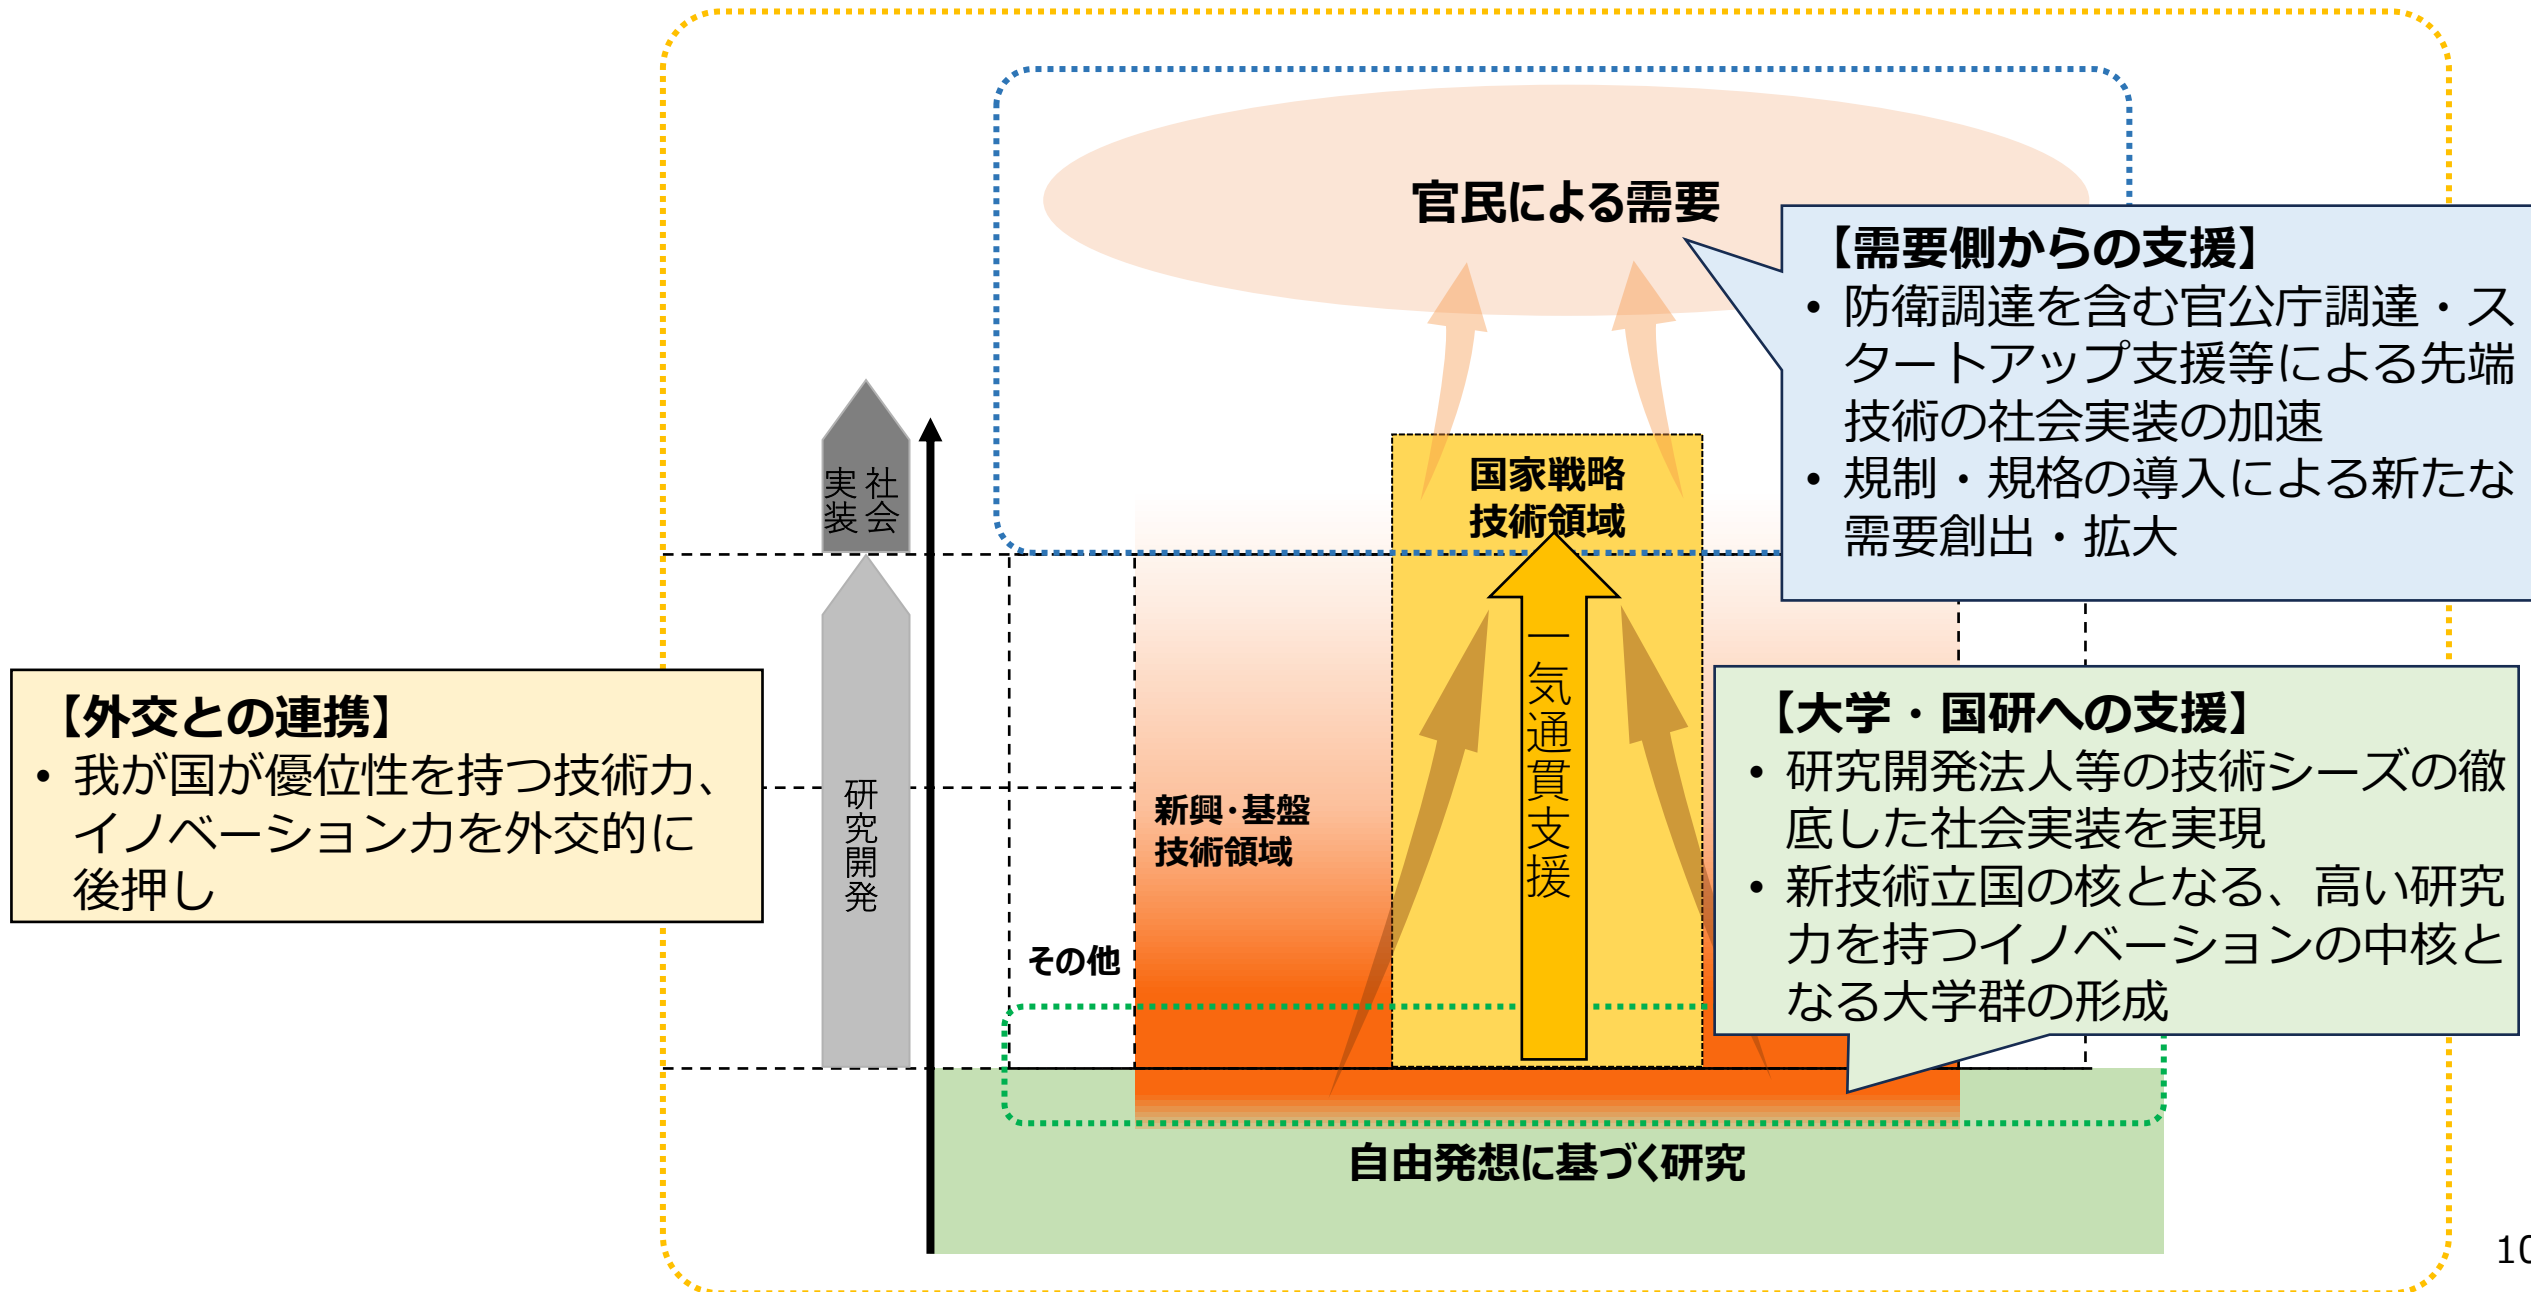 官民による需要
【需要側からの支援】
• 防衛調達を含む官公庁調達・ス
タートアップ支援等による先端
技術の社会実装の加速
• 規制・規格の導入による新たな
需要創出・拡大
社会
実装
国家戦略
技術領域
一気通貫支援
【外交との連携】
• 我が国が優位性を持つ技術力、
イノベーション力を外交的に
後押し
研究開発
新興・基盤
技術領域
その他
【大学・国研への支援】
• 研究開発法人等の技術シーズの徹
底した社会実装を実現
• 新技術立国の核となる、高い研究
力を持つイノベーションの中核と
なる大学群の形成
自由発想に基づく研究
10